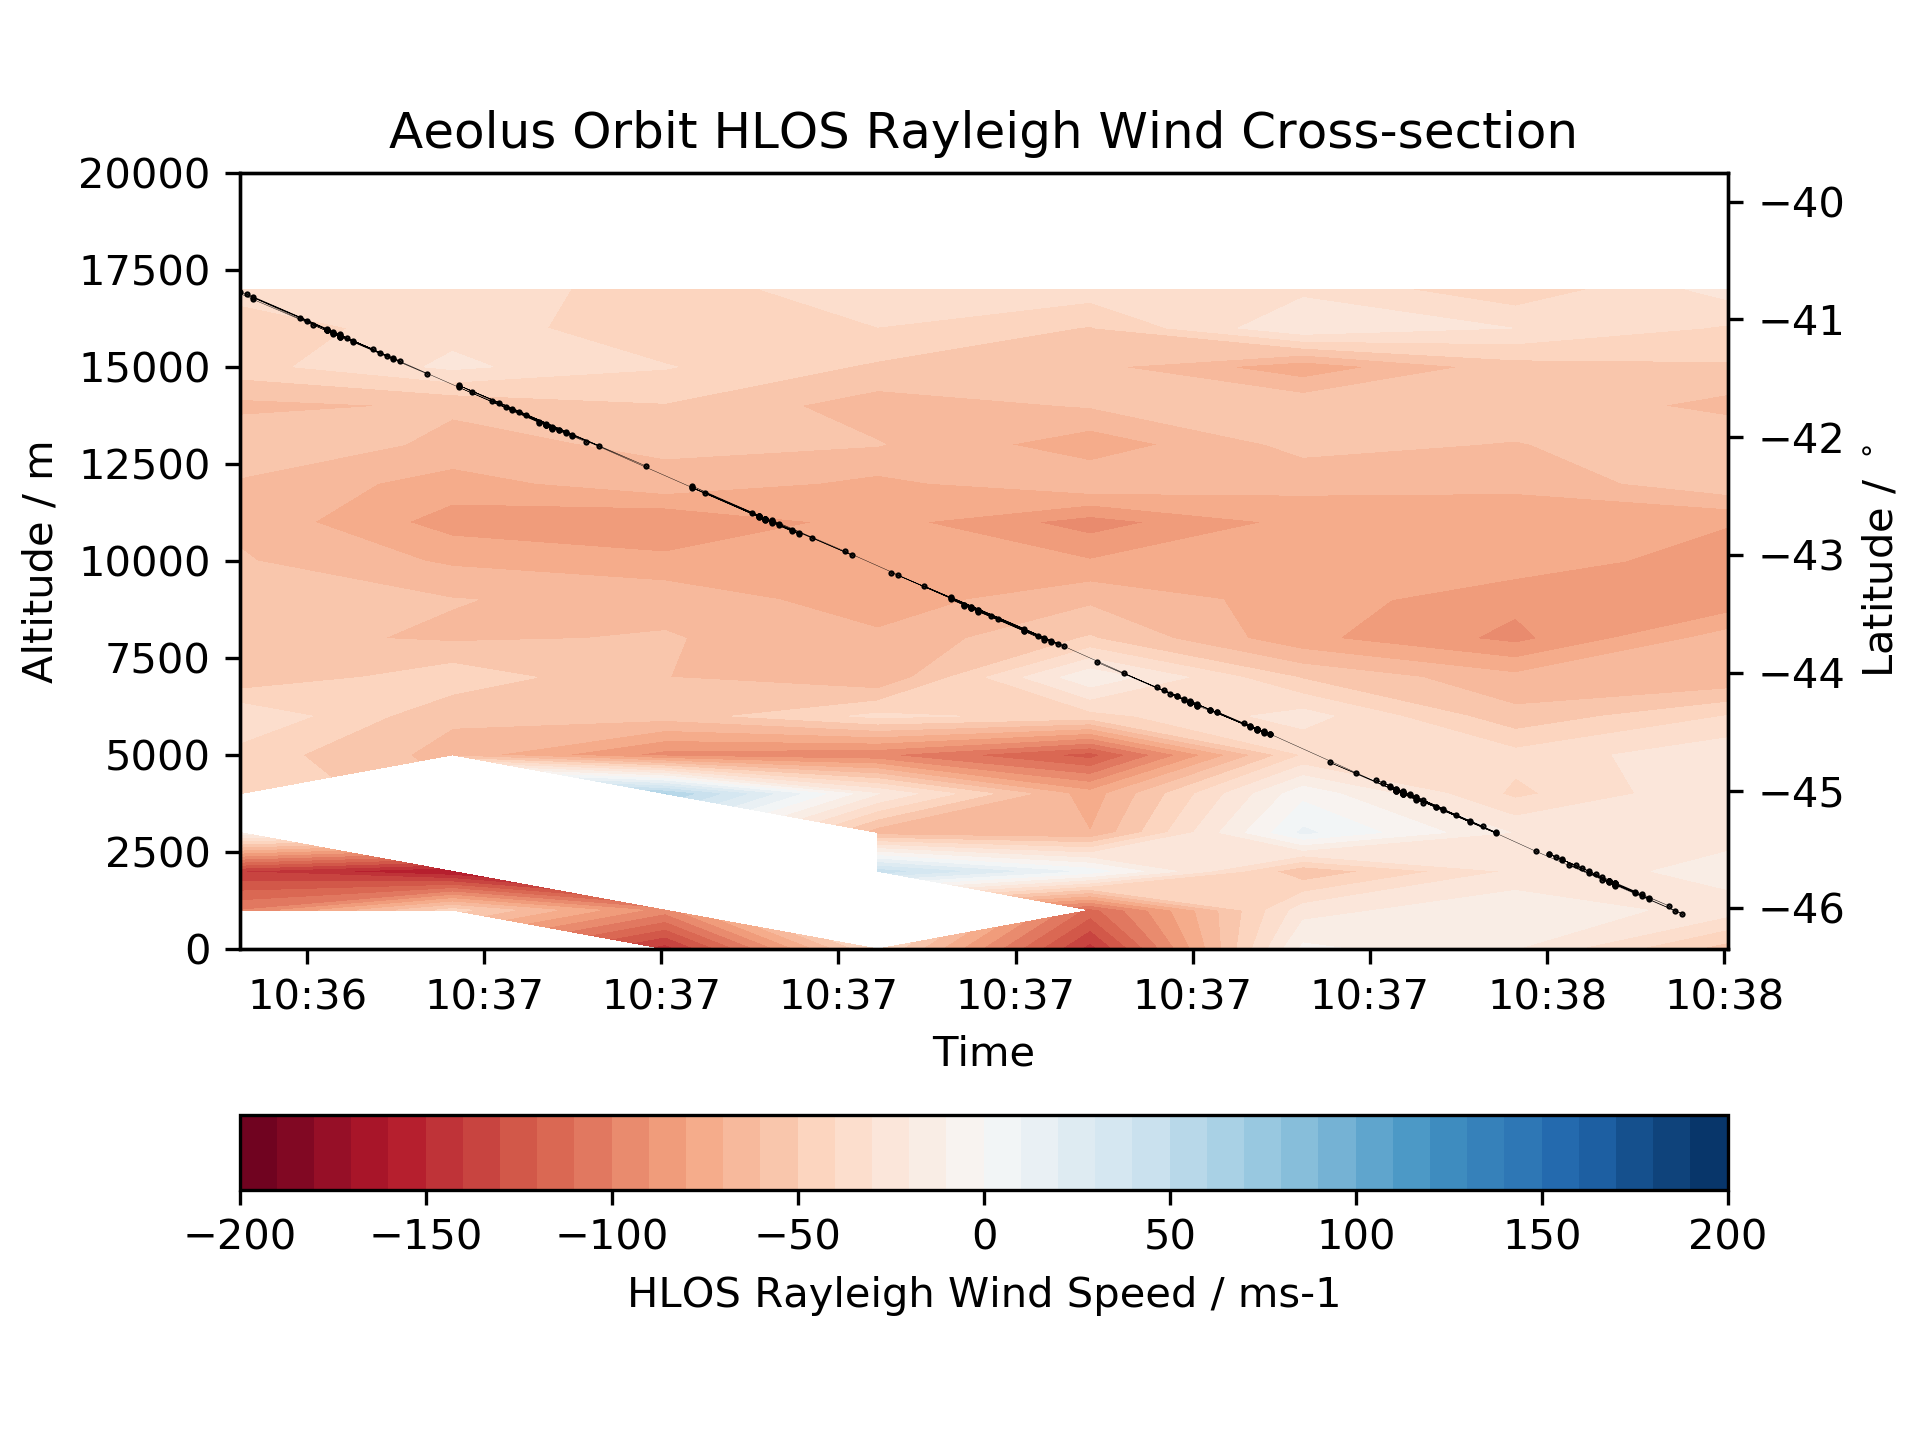 Aeolus Orbit HLOS Rayleigh Wind Cross-section
20000
17500
15000
12500
10000
7500
5000
2500
0
Altitude / m
−40
−41
−42
−43
−44
−45
−46
Latitude / °
10:36 10:37 10:37 10:37 10:37 10:37 10:37 10:38 10:38
Time
−200 −150 −100 −50 0 50 100 150 200
HLOS Rayleigh Wind Speed / ms-1